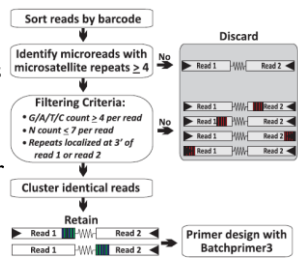 Sort reads by barcode
Discard
Identify microreads with
microsatellite repeats ≥ 4
No
Read 1 Read 2
Filtering Criteria:
• G/A/T/C count ≥ 4 per read
• N count ≤ 7 per read
• Repeats localized at 3' of
read 1 or read 2
No
Read 1 Read 2
Read 1 Read 2
Read 1 Read 2
Read 1 Read 2
Cluster identical reads
Retain
Read 1 Read 2
Read 1 Read 2
Primer design with
Batchprimer3